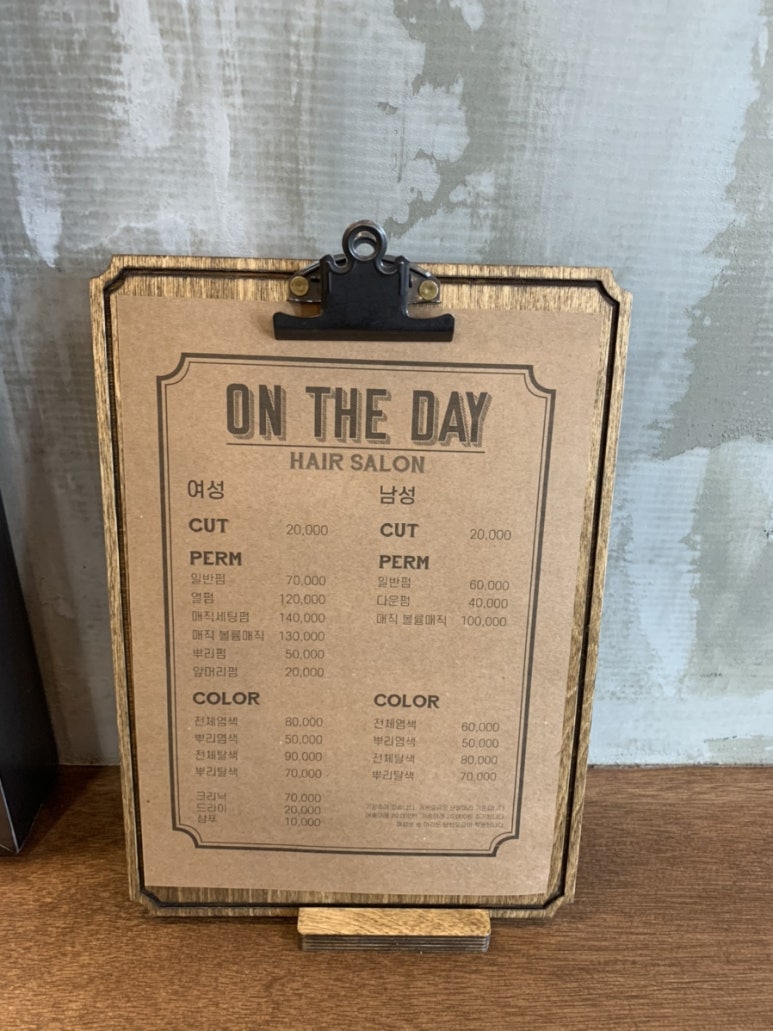 ON THE DAY
HAIR SALON
여성
CUT 20,000
PERM
일반펌 70,000
열펌 120,000
매직세팅펌 140,000
매직 볼륨매직 130,000
뿌리펌 50,000
앞머리펌 20,000
COLOR
전체염색 80,000
뿌리염색 50,000
전체탈색 90,000
뿌리탈색 70,000
크리닉 70,000
드라이 20,000
샴푸 10,000
남성
CUT 20,000
PERM
일반펌 60,000
다운펌 40,000
매직 볼륨매직 100,000
COLOR
전체염색 60,000
뿌리염색 50,000
전체탈색 80,000
뿌리탈색 70,000